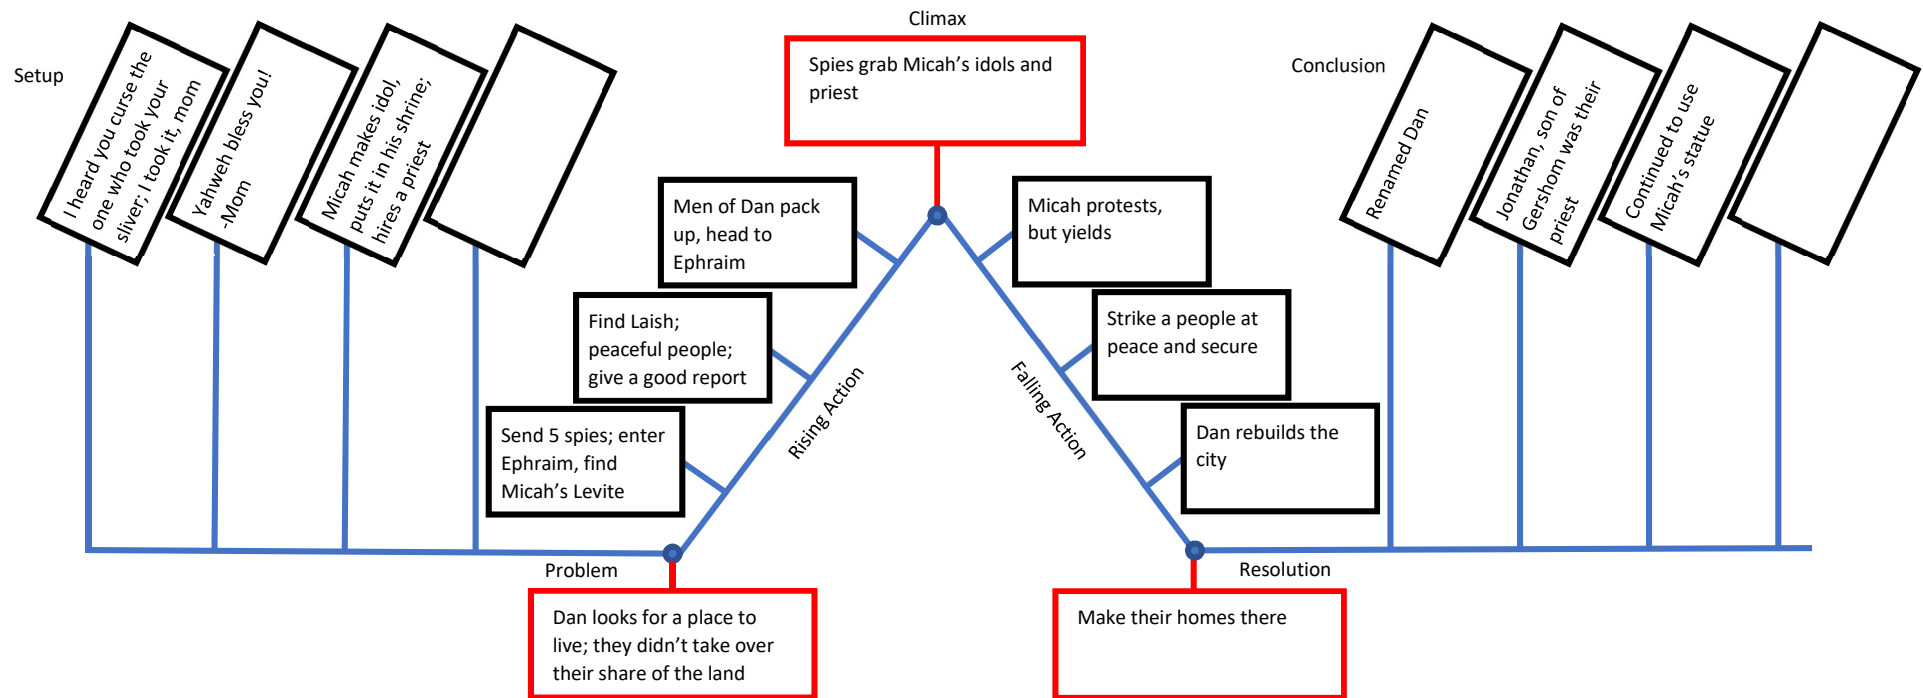 Setup
I heard you curse the
one who took your
sliver; I took it, mom
Yahweh bless you!
-Mom
Micah makes idol,
puts it in his shrine;
hires a priest
Problem
Dan looks for a place to
live; they didn’t take over
their share of the land
Rising Action
Send 5 spies; enter
Ephraim, find
Micah’s Levite
Find Laish;
peaceful people;
give a good report
Men of Dan pack
up, head to
Ephraim
Climax
Spies grab Micah’s idols and
priest
Falling Action
Micah protests,
but yields
Strike a people at
peace and secure
Dan rebuilds the
city
Resolution
Make their homes there
Conclusion
Renamed Dan
Jonathan, son of
Gershom was their
priest
Continued to use
Micah’s statue